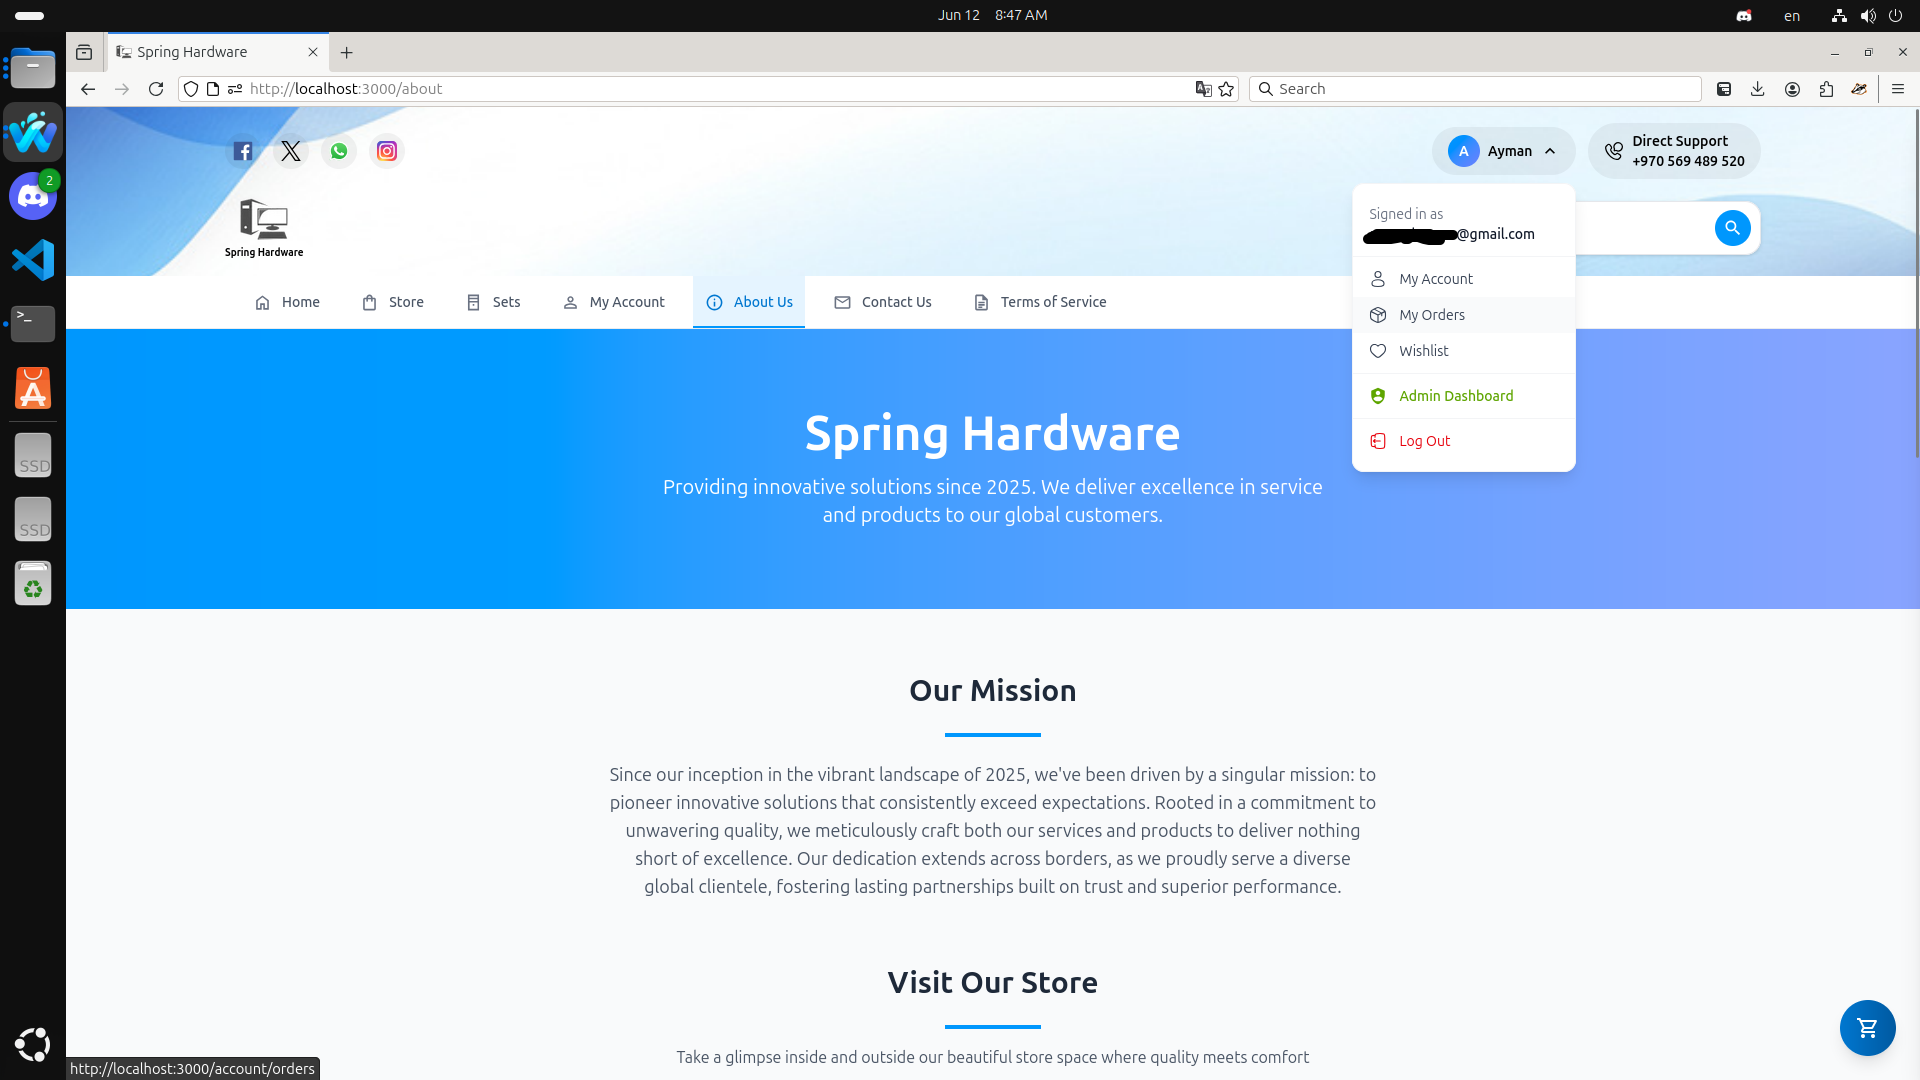 Jun 12 8:47 AM
en
Spring Hardware
http://localhost:3000/about
Search
2
A Ayman
Direct Support
+970 569 489 520
Spring Hardware
Signed in as
@gmail.com
My Account
My Orders
Wishlist
Admin Dashboard
Log Out
Home
Store
Sets
My Account
About Us
Contact Us
Terms of Service
Spring Hardware
Providing innovative solutions since 2025. We deliver excellence in service
and products to our global customers.
Our Mission
Since our inception in the vibrant landscape of 2025, we've been driven by a singular mission: to
pioneer innovative solutions that consistently exceed expectations. Rooted in a commitment to
unwavering quality, we meticulously craft both our services and products to deliver nothing
short of excellence. Our dedication extends across borders, as we proudly serve a diverse
global clientele, fostering lasting partnerships built on trust and superior performance.
Visit Our Store
Take a glimpse inside and outside our beautiful store space where quality meets comfort
SSD
SSD
http://localhost:3000/account/orders